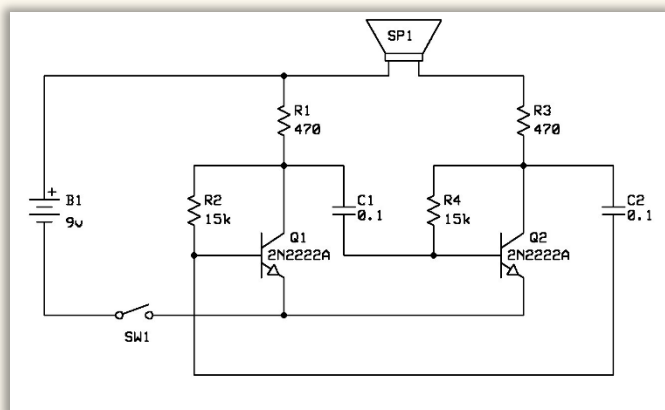 SP1
R1
470
R3
470
+
B1
9v
R2
15k
C1
0.1
R4
15k
C2
0.1
Q1
2N2222A
Q2
2N2222A
SW1